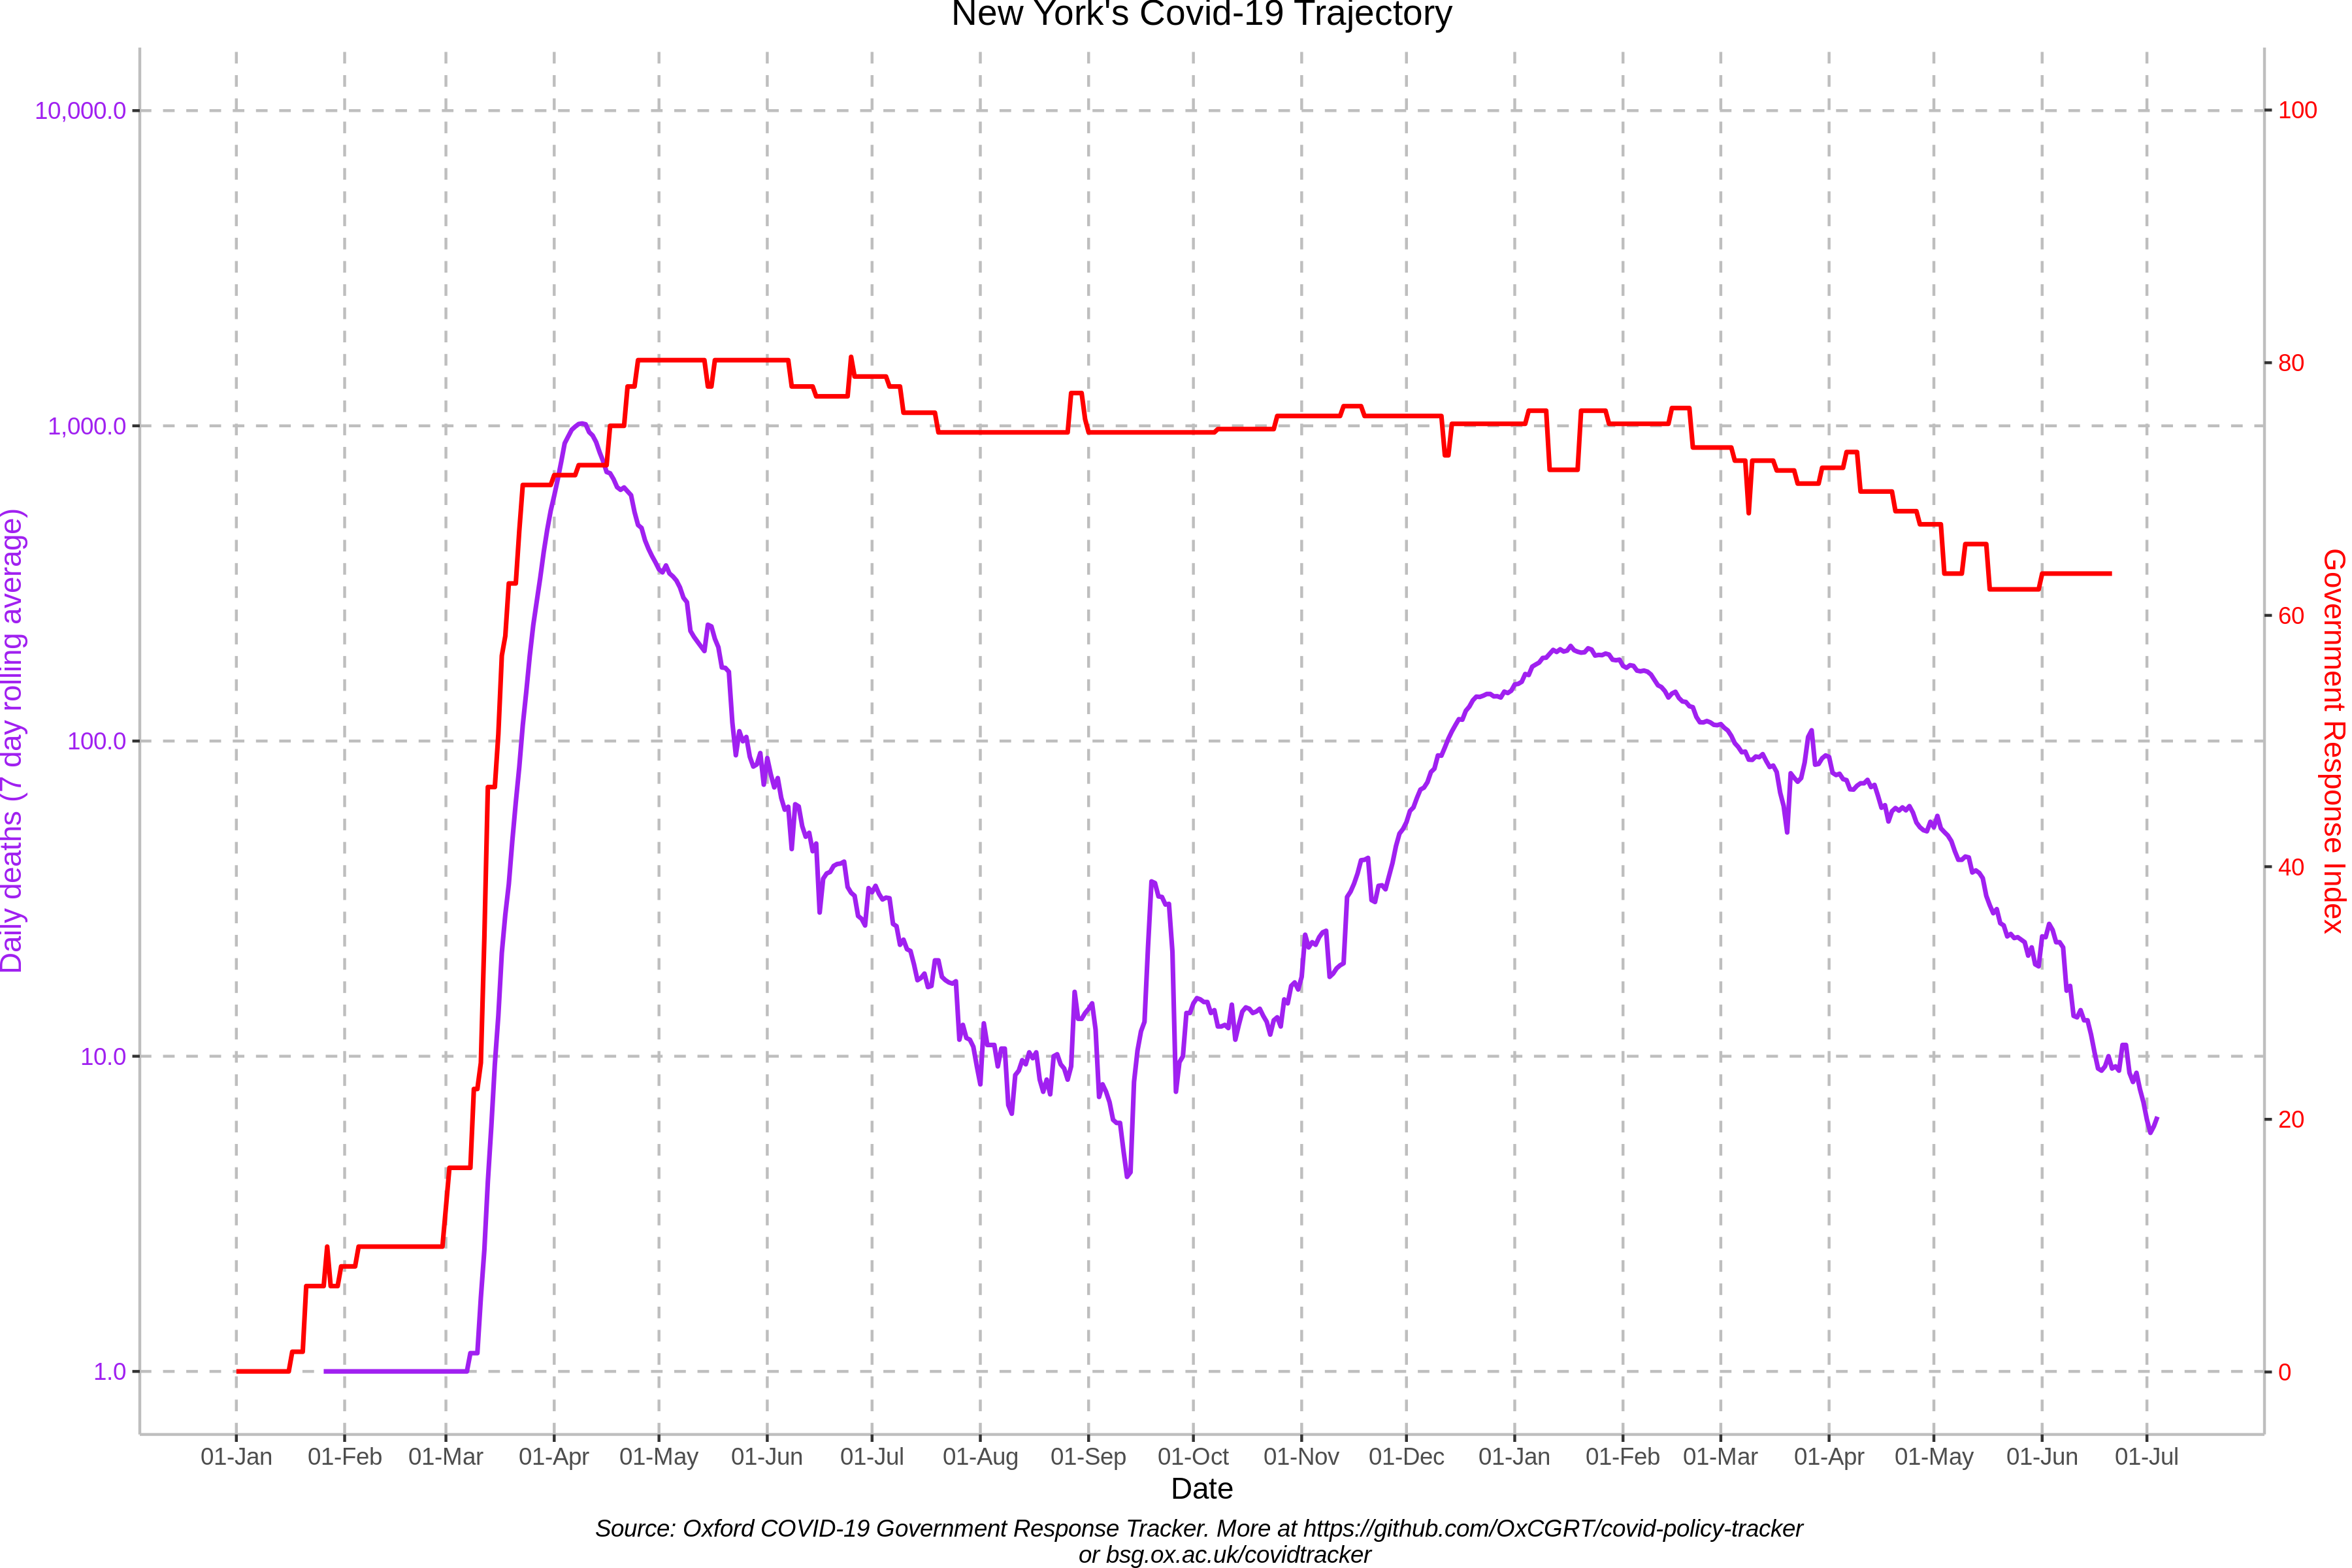 New York's Covid-19 Trajectory
10,000.0
1,000.0
100.0
10.0
1.0
Daily deaths (7 day rolling average)
100
80
60
40
20
0
Government Response Index
01-Jan 01-Feb 01-Mar 01-Apr 01-May 01-Jun 01-Jul 01-Aug 01-Sep 01-Oct 01-Nov 01-Dec 01-Jan 01-Feb 01-Mar 01-Apr 01-May 01-Jun 01-Jul
Date
Source: Oxford COVID-19 Government Response Tracker. More at https://github.com/OxCGRT/covid-policy-tracker
or bsg.ox.ac.uk/covidtracker